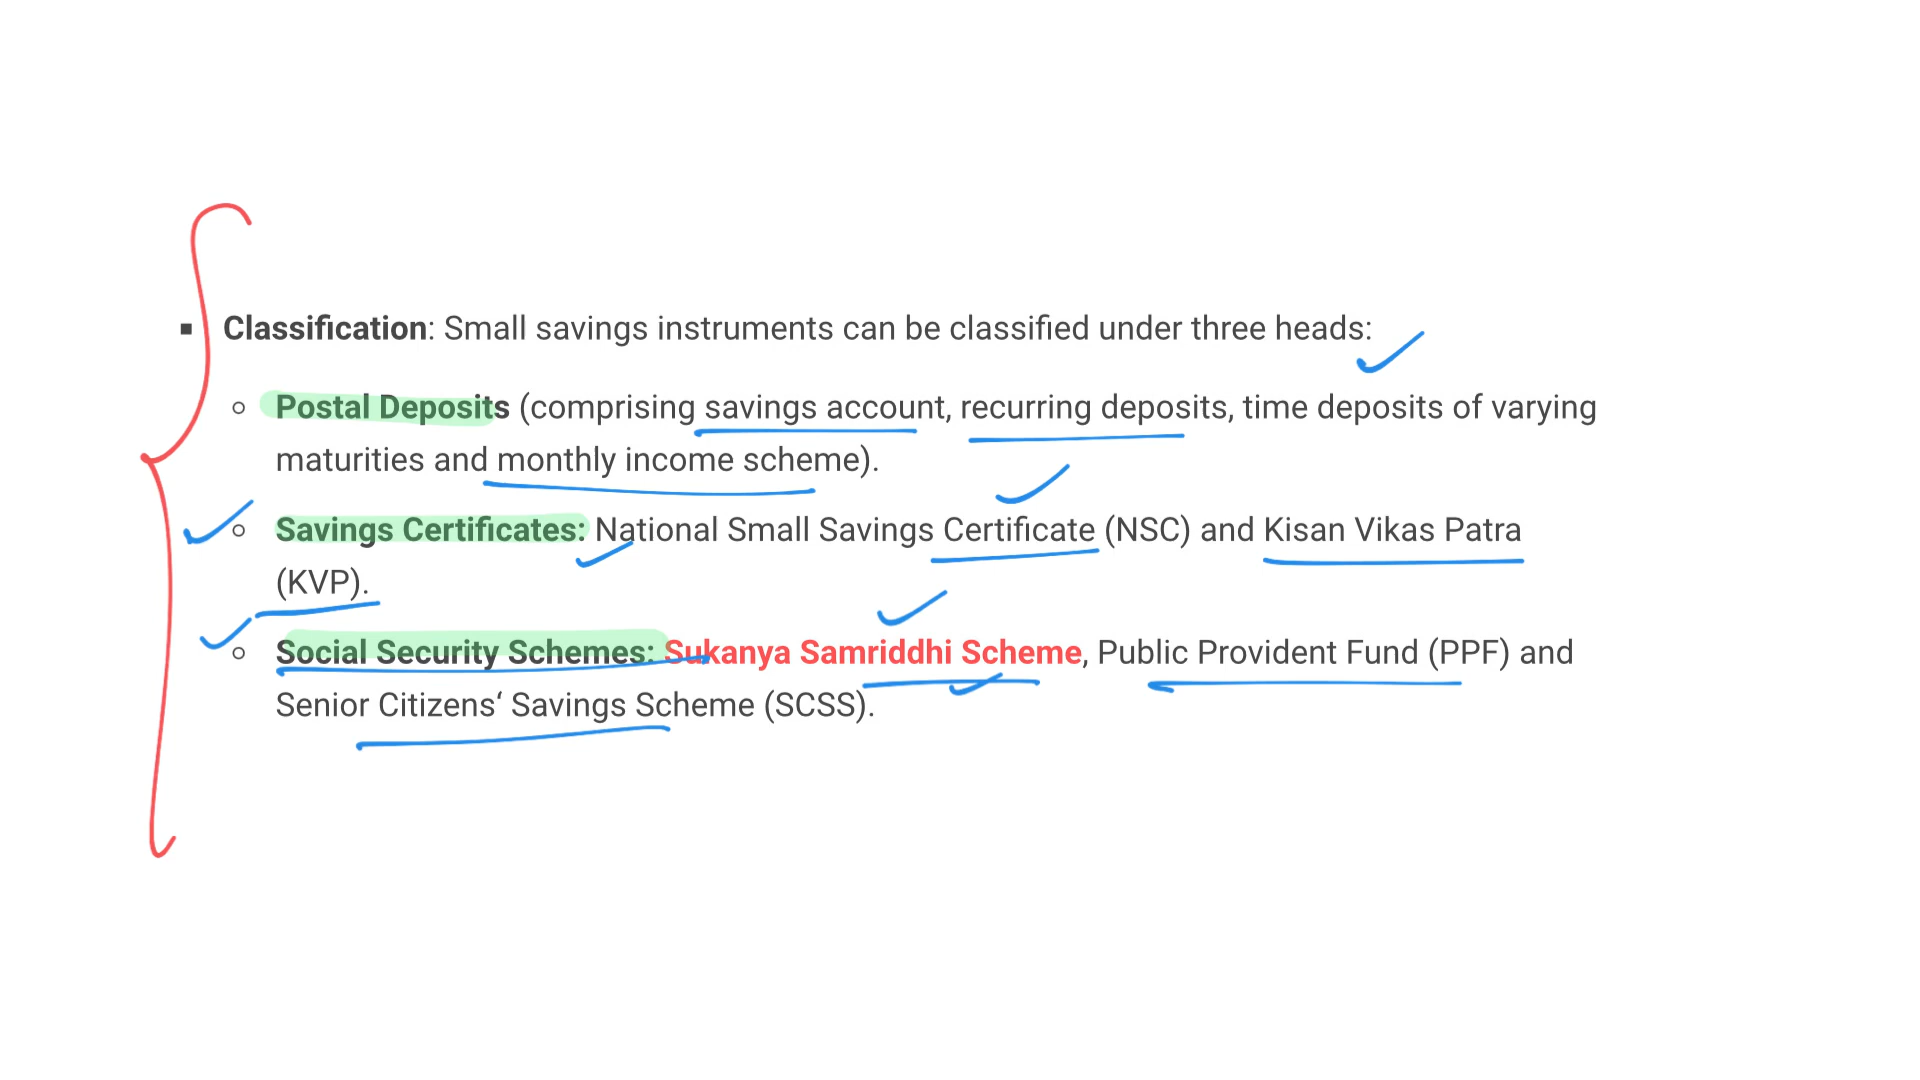 ▪ Classification: Small savings instruments can be classified under three heads:
○ Postal Deposits (comprising savings account, recurring deposits, time deposits of varying
maturities and monthly income scheme).
○ Savings Certificates: National Small Savings Certificate (NSC) and Kisan Vikas Patra
(KVP).
○ Social Security Schemes: Sukanya Samriddhi Scheme, Public Provident Fund (PPF) and
Senior Citizens‘ Savings Scheme (SCSS).